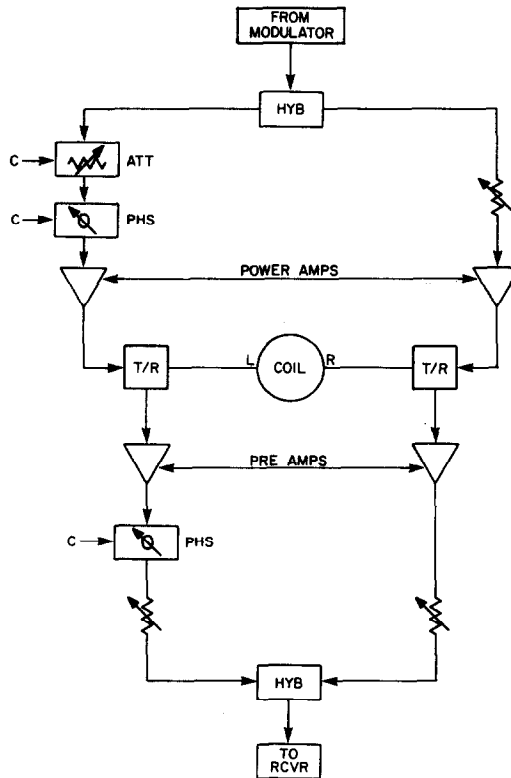 FROM
MODULATOR
HYB
C
ATT
C
PHS
POWER AMPS
T/R
L
COIL
R
T/R
PRE AMPS
C
PHS
HYB
TO
RCVR